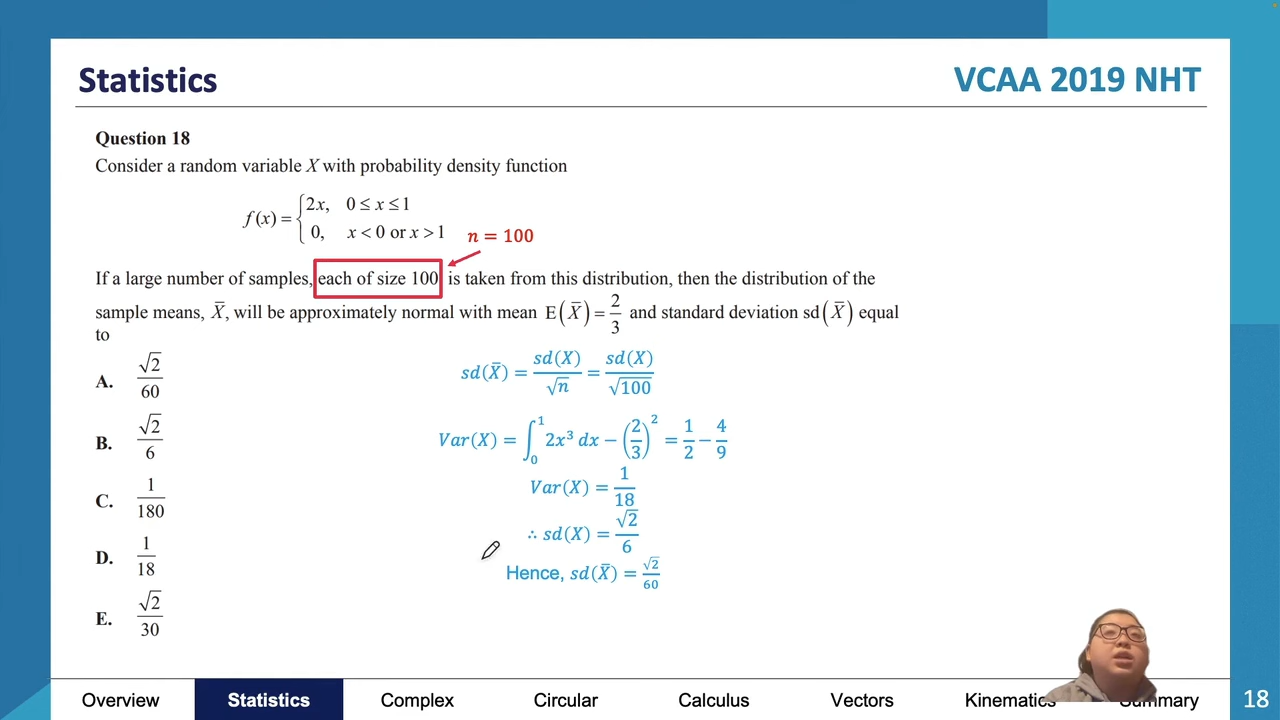 Statistics
VCAA 2019 NHT
Question 18
Consider a random variable X with probability density function
f(x) = { 2x, 0 ≤ x ≤ 1
0, x < 0 or x > 1
n = 100
If a large number of samples, each of size 100 is taken from this distribution, then the distribution of the
sample means, X̄, will be approximately normal with mean E(X̄) = 2/3 and standard deviation sd(X̄) equal
to
A. √2/60
B. √2/6
C. 1/180
D. 1/18
E. √2/30
sd(X̄) = sd(X)/√n = sd(X)/√100
Var(X) = ∫₀¹ 2x³ dx − (2/3)² = 1/2 − 4/9
Var(X) = 1/18
∴ sd(X) = √2/6
Hence, sd(X̄) = √2/60
Overview Statistics Complex Circular Calculus Vectors Kinematics Summary
18